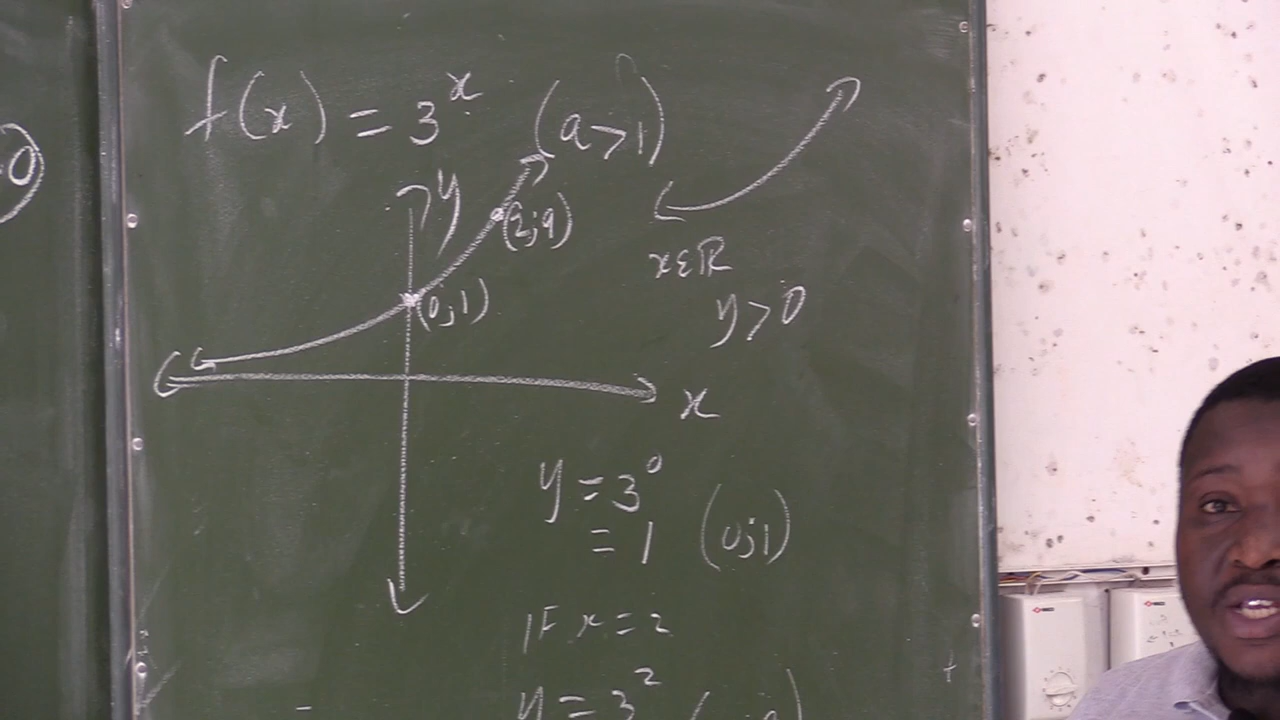 f(x) = 3^x (a>1)
y
(2;9)
(0;1)
x∈ℝ
y>0
x
y = 3^0
= 1 (0;1)
IF x = 2
y = 3^2